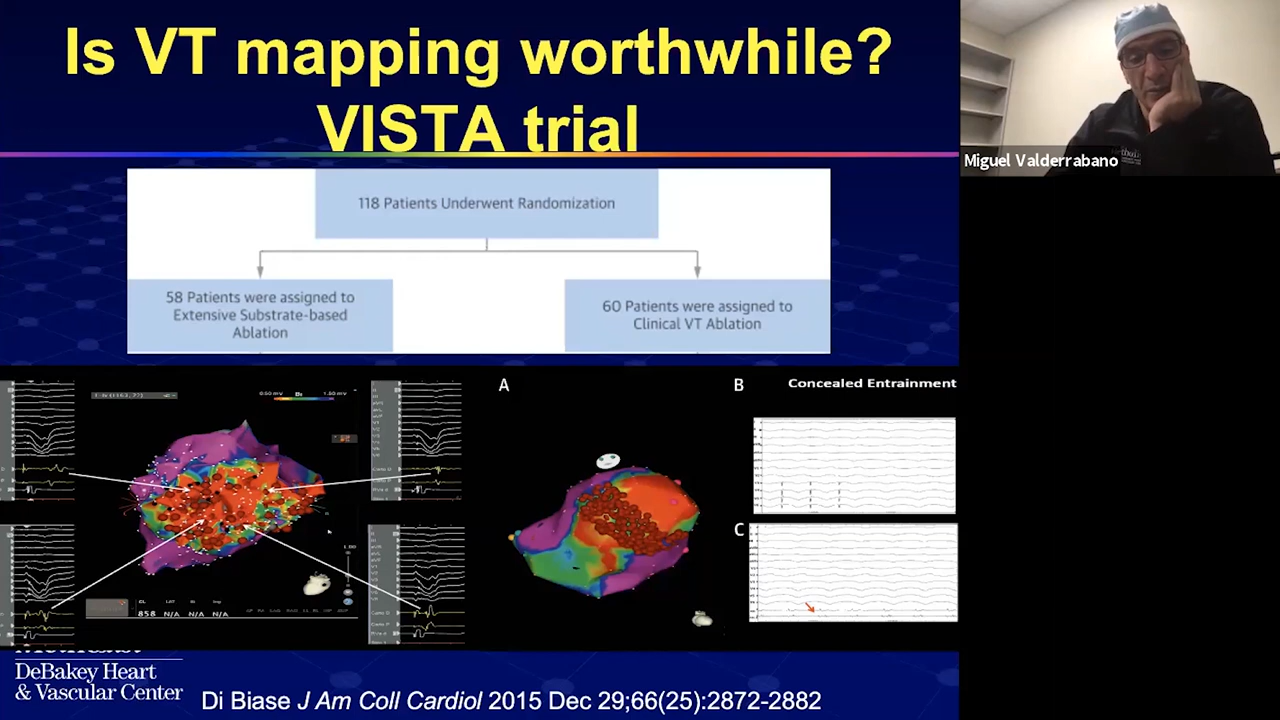 Is VT mapping worthwhile?
VISTA trial
Miguel Valderrabano
118 Patients Underwent Randomization
58 Patients were assigned to
Extensive Substrate-based
Ablation
60 Patients were assigned to
Clinical VT Ablation
A
B
Concealed Entrainment
C
858 N/A N/A N/A
DeBakey Heart
& Vascular Center
Di Biase J Am Coll Cardiol 2015 Dec 29;66(25):2872-2882